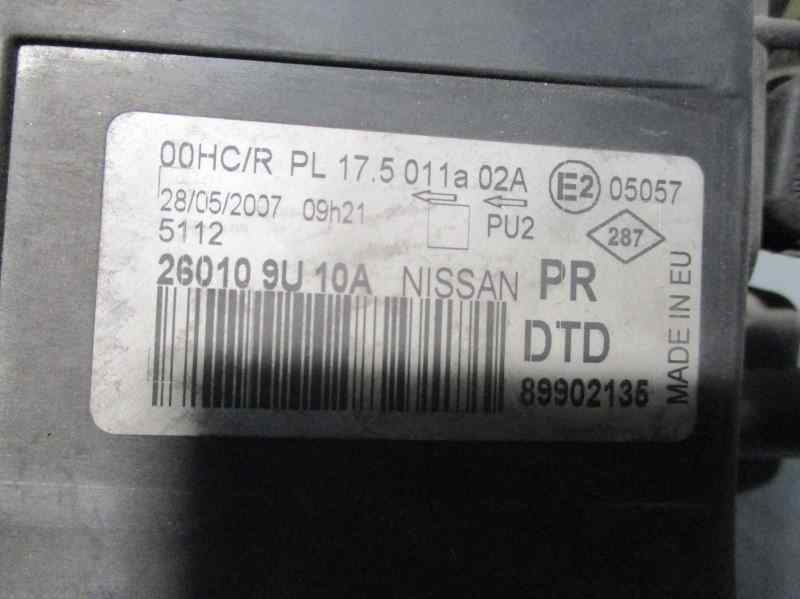 00HC/R PL 17.5 011a 02A E2 05057
28/05/2007 09h21
PU2
5112
287
26010 9U 10A NISSAN PR
DTD
89902135
MADE IN EU